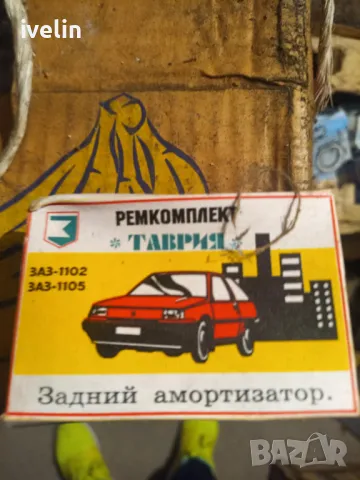 ivelin
РЕМКОМПЛЕКТ
* ТАВРИЯ *
ЗАЗ-1102
ЗАЗ-1105
Задний амортизатор.
BAZAR